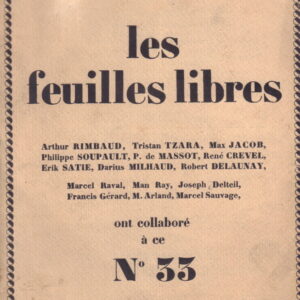 les
feuilles libres
Arthur RIMBAUD, Tristan TZARA, Max JACOB,
Philippe SOUPAULT, P. de MASSOT, René CREVEL,
Erik SATIE, Darius MILHAUD, Robert DELAUNAY,
Marcel Raval, Man Ray, Joseph Delteil,
Francis Gérard, M. Arland, Marcel Sauvage,
ont collaboré
à ce
N° 33